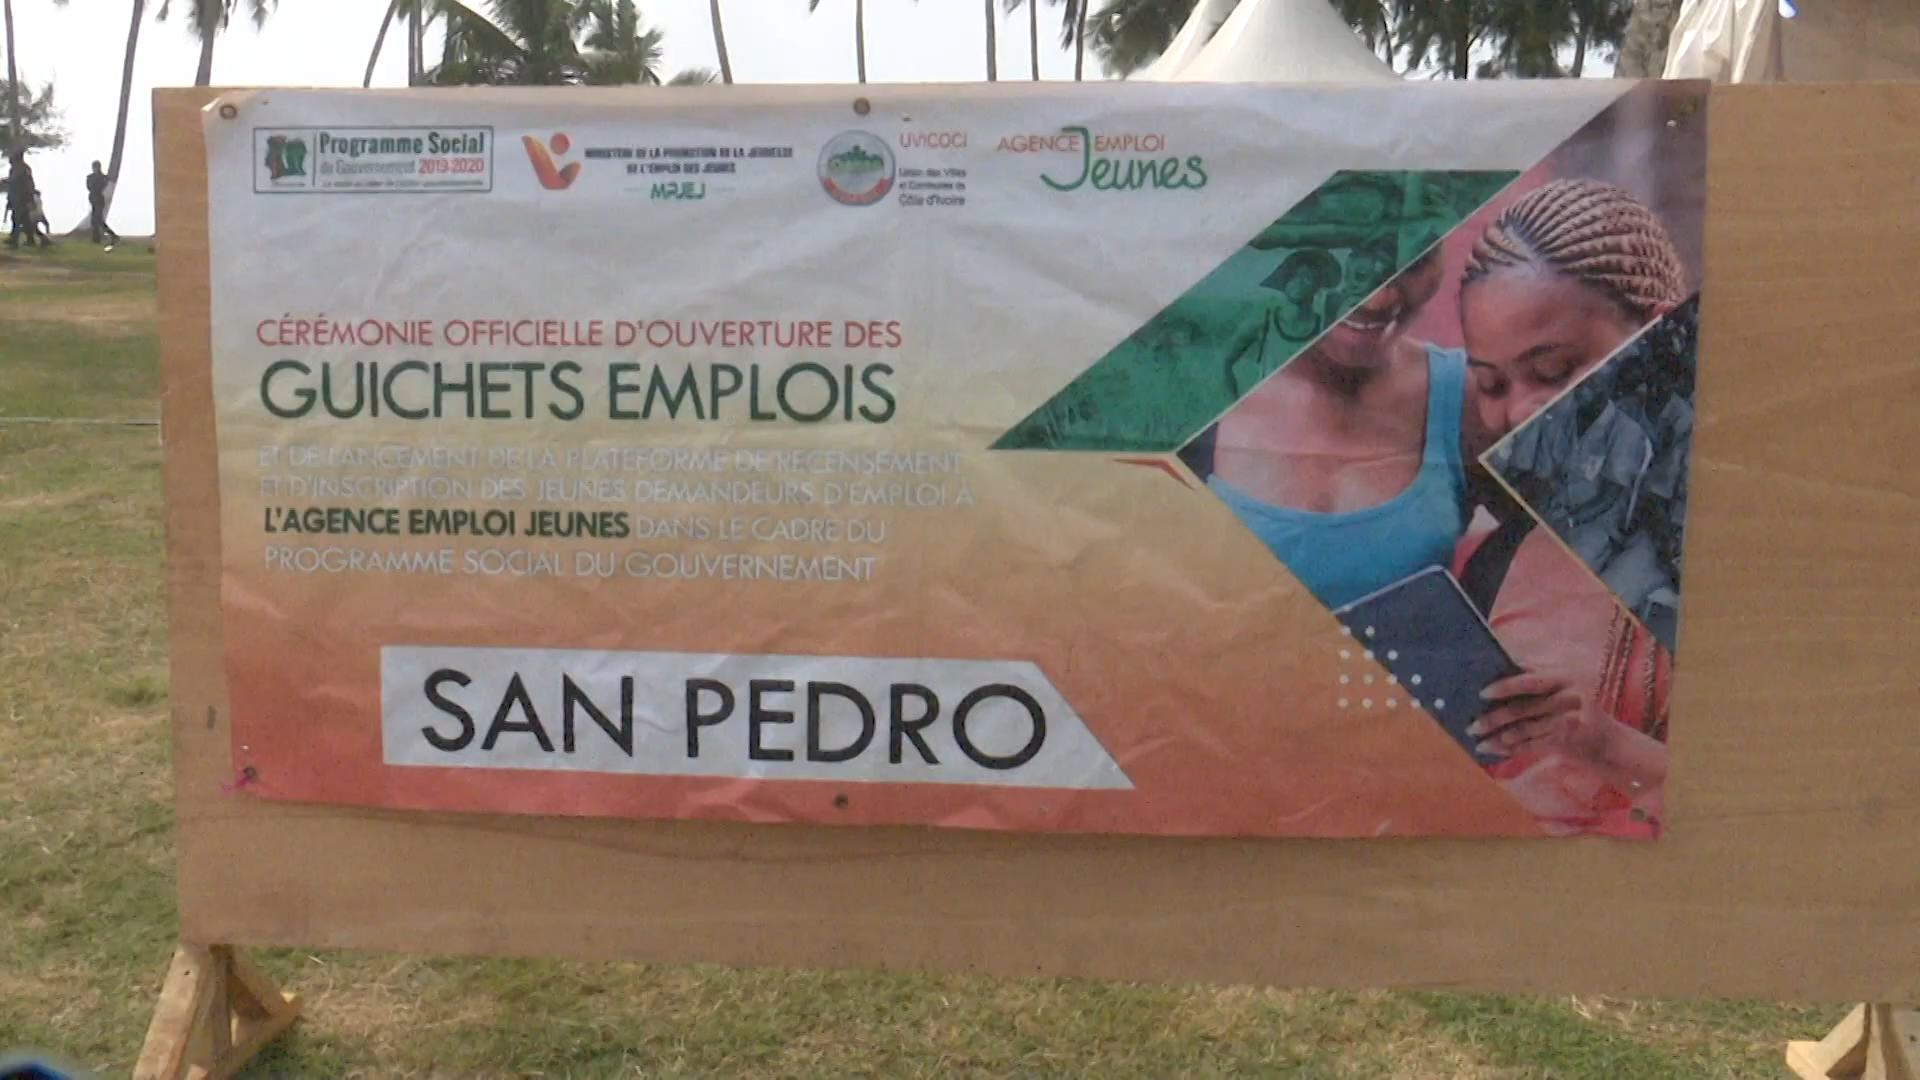 Programme Social
du Gouvernement 2019-2020
MINISTERE DE LA PROMOTION DE LA JEUNESSE
DE L'EMPLOI DES JEUNES
MPJEJ
UVICOCI
Union des Villes
et Communes de
Côte d'Ivoire
AGENCE EMPLOI
Jeunes
CÉRÉMONIE OFFICIELLE D'OUVERTURE DES
GUICHETS EMPLOIS
ET DE LANCEMENT DE LA PLATEFORME DE RECENSEMENT
ET D'INSCRIPTION DES JEUNES DEMANDEURS D'EMPLOI À
L'AGENCE EMPLOI JEUNES DANS LE CADRE DU
PROGRAMME SOCIAL DU GOUVERNEMENT
SAN PEDRO